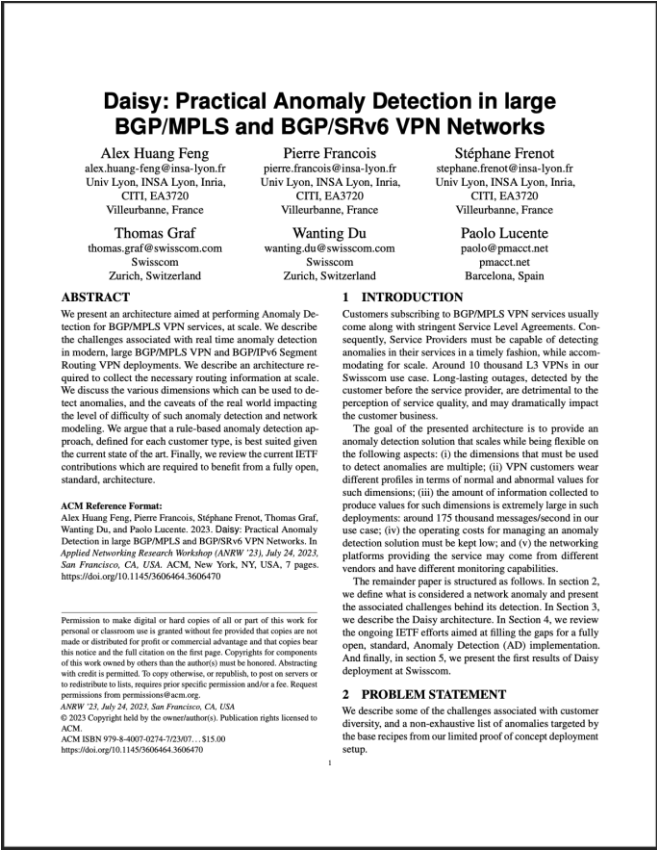 Daisy: Practical Anomaly Detection in large
BGP/MPLS and BGP/SRv6 VPN Networks
Alex Huang Feng
alex.huang-feng@insa-lyon.fr
Univ Lyon, INSA Lyon, Inria,
CITI, EA3720
Villeurbanne, France
Pierre Francois
pierre.francois@insa-lyon.fr
Univ Lyon, INSA Lyon, Inria,
CITI, EA3720
Villeurbanne, France
Stéphane Frenot
stephane.frenot@insa-lyon.fr
Univ Lyon, INSA Lyon, Inria,
CITI, EA3720
Villeurbanne, France
Thomas Graf
thomas.graf@swisscom.com
Swisscom
Zurich, Switzerland
Wanting Du
wanting.du@swisscom.com
Swisscom
Zurich, Switzerland
Paolo Lucente
paolo@pmacct.net
pmacct.net
Barcelona, Spain
ABSTRACT
We present an architecture aimed at performing Anomaly De-
tection for BGP/MPLS VPN services, at scale. We describe
the challenges associated with real time anomaly detection
in modern, large BGP/MPLS VPN and BGP/IPv6 Segment
Routing VPN deployments. We describe an architecture re-
quired to collect the necessary routing information at scale.
We discuss the various dimensions which can be used to de-
tect anomalies, and the caveats of the real world impacting
the level of difficulty of such anomaly detection and network
modeling. We argue that a rule-based anomaly detection ap-
proach, defined for each customer type, is best suited given
the current state of the art. Finally, we review the current IETF
contributions which are required to benefit from a fully open,
standard, architecture.
ACM Reference Format:
Alex Huang Feng, Pierre Francois, Stéphane Frenot, Thomas Graf,
Wanting Du, and Paolo Lucente. 2023. Daisy: Practical Anomaly
Detection in large BGP/MPLS and BGP/SRv6 VPN Networks. In
Applied Networking Research Workshop (ANRW '23), July 24, 2023,
San Francisco, CA, USA. ACM, New York, NY, USA, 7 pages.
https://doi.org/10.1145/3606464.3606470
Permission to make digital or hard copies of all or part of this work for
personal or classroom use is granted without fee provided that copies are not
made or distributed for profit or commercial advantage and that copies bear
this notice and the full citation on the first page. Copyrights for components
of this work owned by others than the author(s) must be honored. Abstracting
with credit is permitted. To copy otherwise, or republish, to post on servers or
to redistribute to lists, requires prior specific permission and/or a fee. Request
permissions from permissions@acm.org.
ANRW '23, July 24, 2023, San Francisco, CA, USA
© 2023 Copyright held by the owner/author(s). Publication rights licensed to
ACM.
ACM ISBN 979-8-4007-0274-7/23/07...$15.00
https://doi.org/10.1145/3606464.3606470
1 INTRODUCTION
Customers subscribing to BGP/MPLS VPN services usually
come along with stringent Service Level Agreements. Con-
sequently, Service Providers must be capable of detecting
anomalies in their services in a timely fashion, while accom-
modating for scale. Around 10 thousand L3 VPNs in our
Swisscom use case. Long-lasting outages, detected by the
customer before the service provider, are detrimental to the
perception of service quality, and may dramatically impact
the customer business.
The goal of the presented architecture is to provide an
anomaly detection solution that scales while being flexible on
the following aspects: (i) the dimensions that must be used
to detect anomalies are multiple; (ii) VPN customers wear
different profiles in terms of normal and abnormal values for
such dimensions; (iii) the amount of information collected to
produce values for such dimensions is extremely large in such
deployments: around 175 thousand messages/second in our
use case; (iv) the operating costs for managing an anomaly
detection solution must be kept low; and (v) the networking
platforms providing the service may come from different
vendors and have different monitoring capabilities.
The remainder paper is structured as follows. In section 2,
we define what is considered a network anomaly and present
the associated challenges behind its detection. In Section 3,
we describe the Daisy architecture. In Section 4, we review
the ongoing IETF efforts aimed at filling the gaps for a fully
open, standard, Anomaly Detection (AD) implementation.
And finally, in section 5, we present the first results of Daisy
deployment at Swisscom.
2 PROBLEM STATEMENT
We describe some of the challenges associated with customer
diversity, and a non-exhaustive list of anomalies targeted by
the base recipes from our limited proof of concept deployment
setup.
1